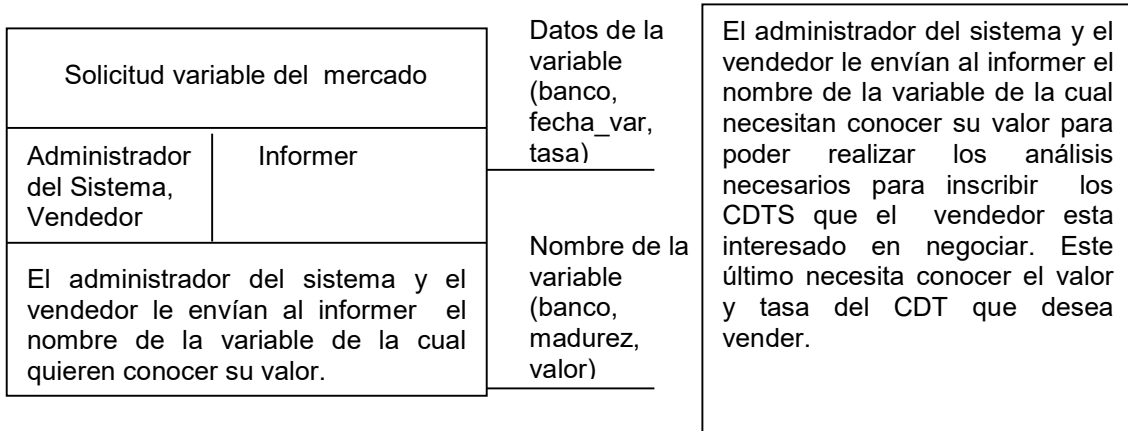 Solicitud variable del mercado
Administrador
del Sistema,
Vendedor
Informer
El administrador del sistema y el
vendedor le envían al informer el
nombre de la variable de la cual
quieren conocer su valor.
Datos de la
variable
(banco,
fecha_var,
tasa)
Nombre de la
variable
(banco,
madurez,
valor)
El administrador del sistema y el
vendedor le envían al informer el
nombre de la variable de la cual
necesitan conocer su valor para
poder realizar los análisis
necesarios para inscribir los
CDTS que el vendedor esta
interesado en negociar. Este
último necesita conocer el valor
y tasa del CDT que desea
vender.